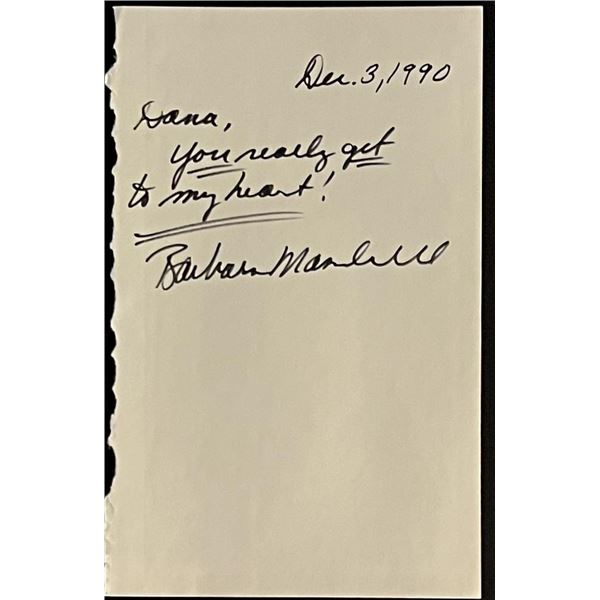 Dec. 3, 1990
Dana,
You really get
to my heart!
Barbara Mandrell